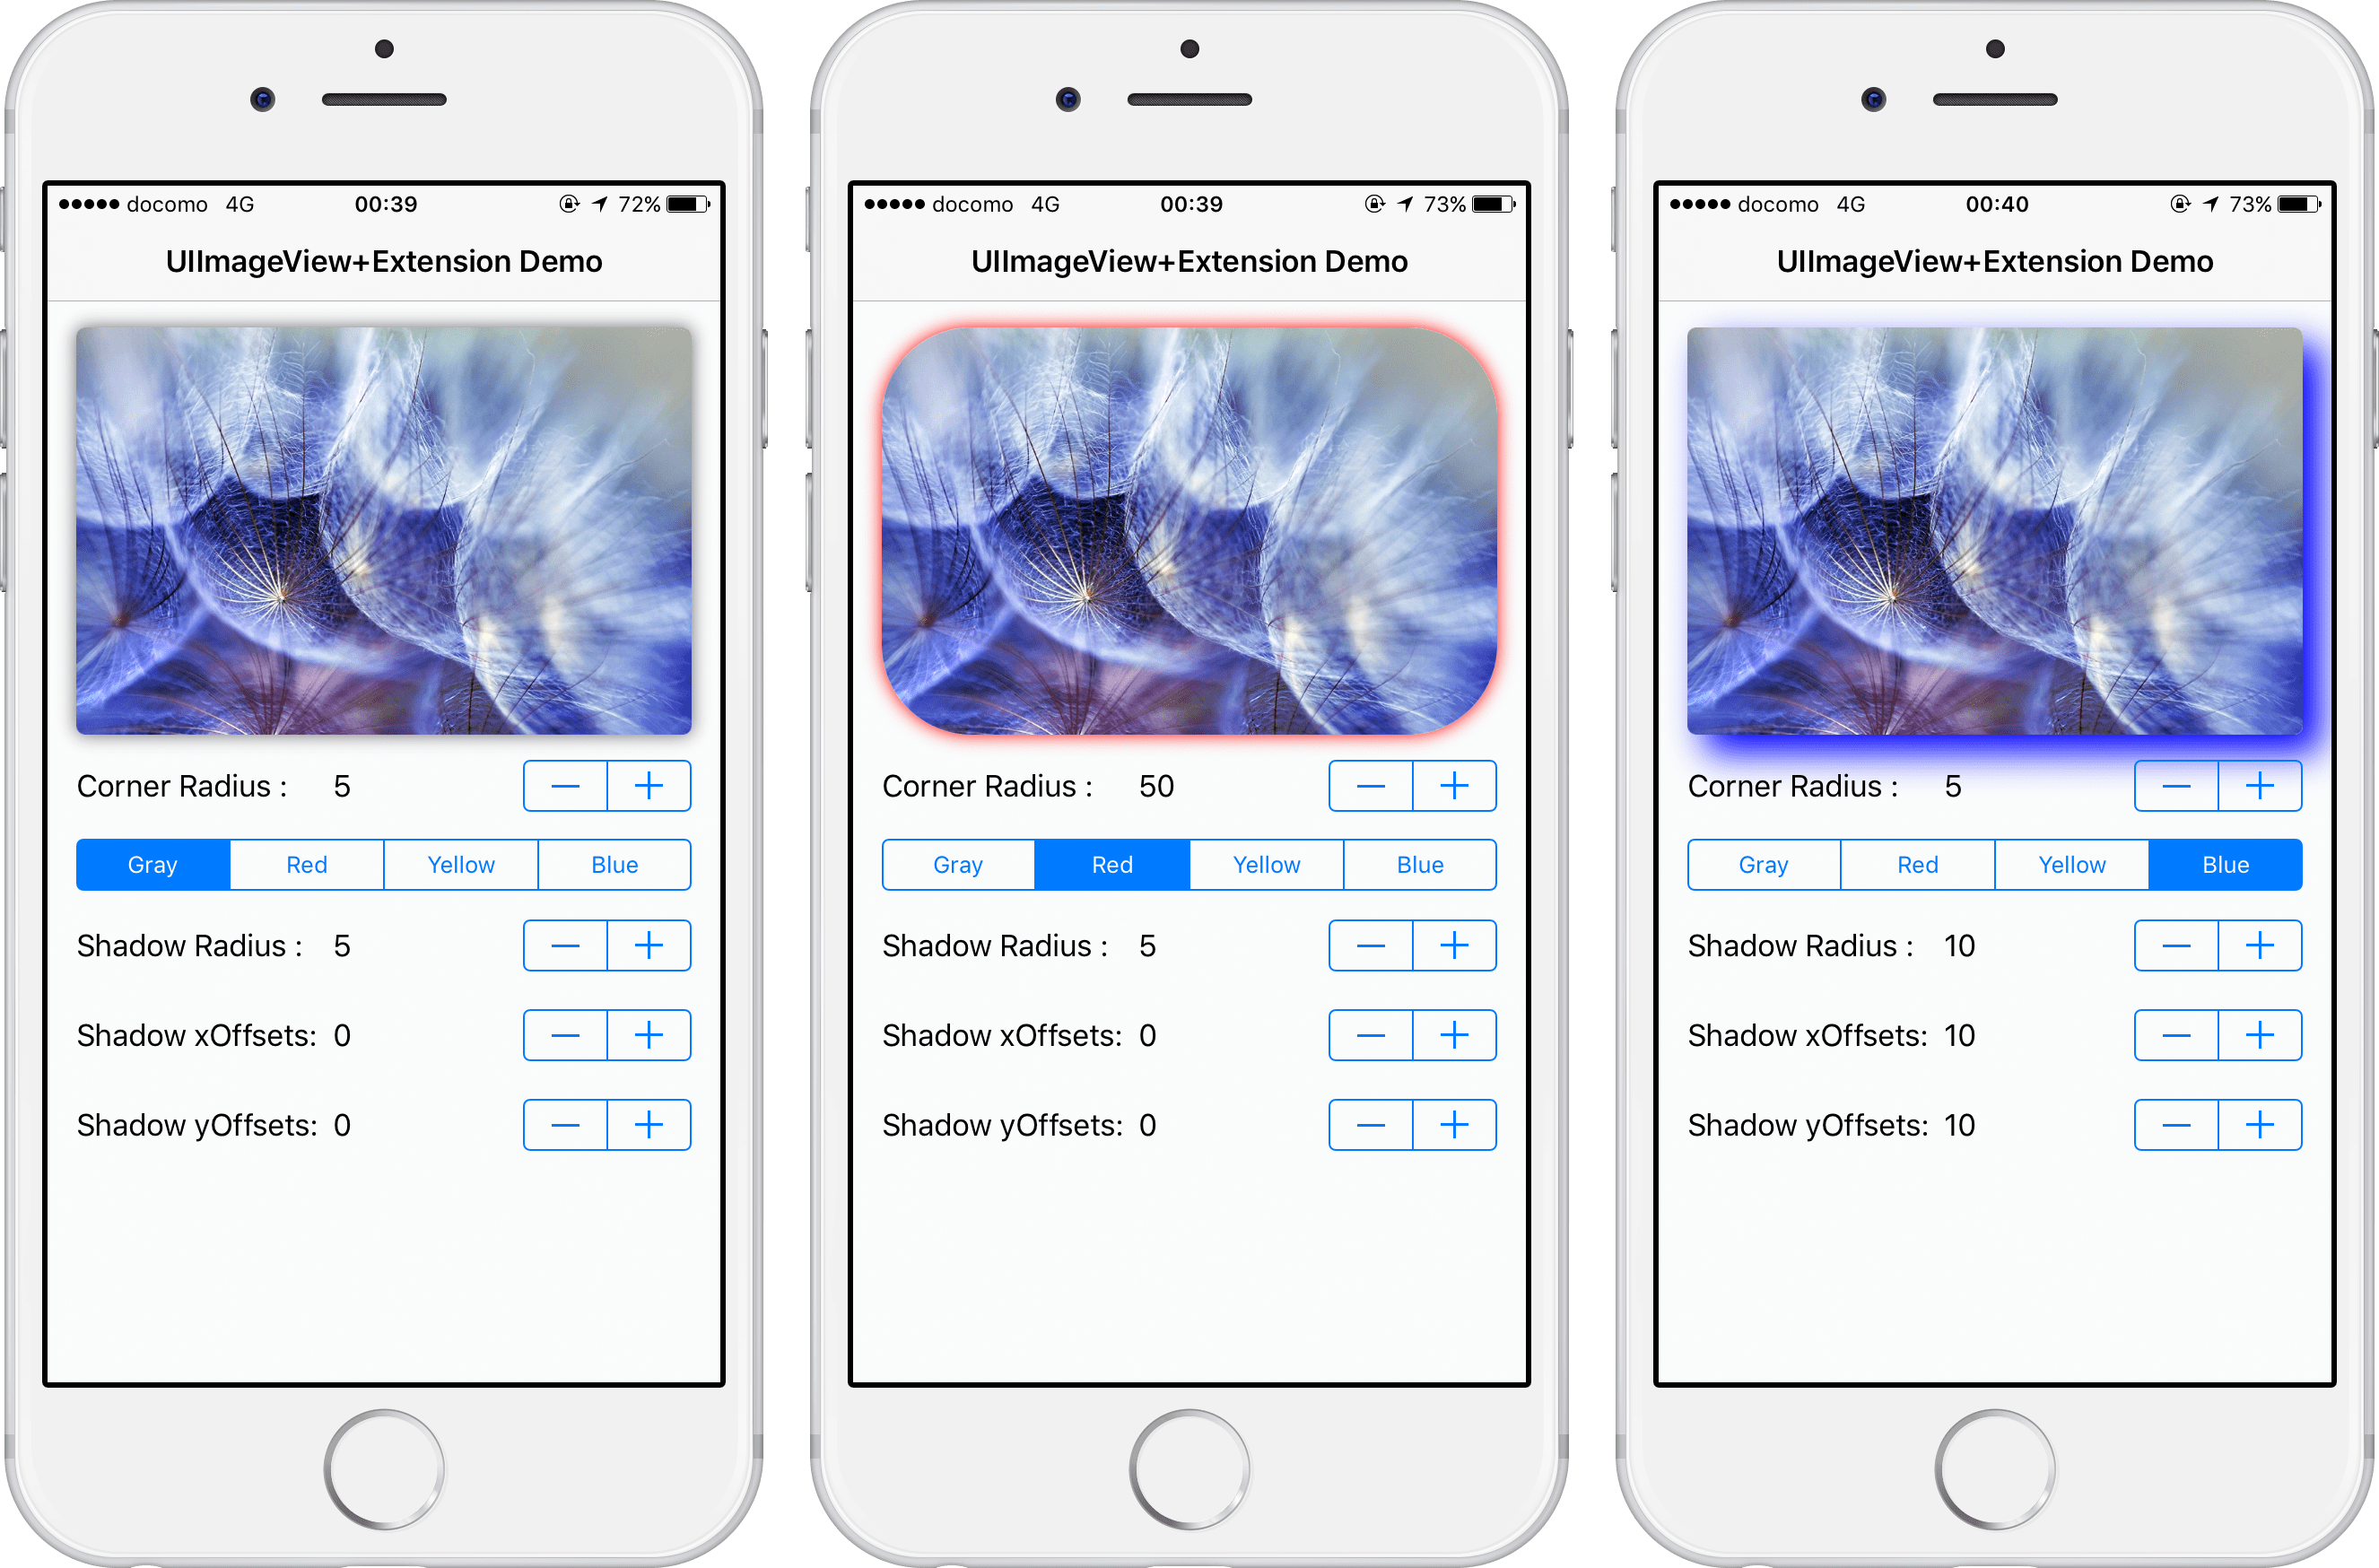 docomo 4G 00:39 72%
UIImageView+Extension Demo
Corner Radius : 5
Gray Red Yellow Blue
Shadow Radius : 5
Shadow xOffsets: 0
Shadow yOffsets: 0
docomo 4G 00:39 73%
UIImageView+Extension Demo
Corner Radius : 50
Gray Red Yellow Blue
Shadow Radius : 5
Shadow xOffsets: 0
Shadow yOffsets: 0
docomo 4G 00:40 73%
UIImageView+Extension Demo
Corner Radius : 5
Gray Red Yellow Blue
Shadow Radius : 10
Shadow xOffsets: 10
Shadow yOffsets: 10